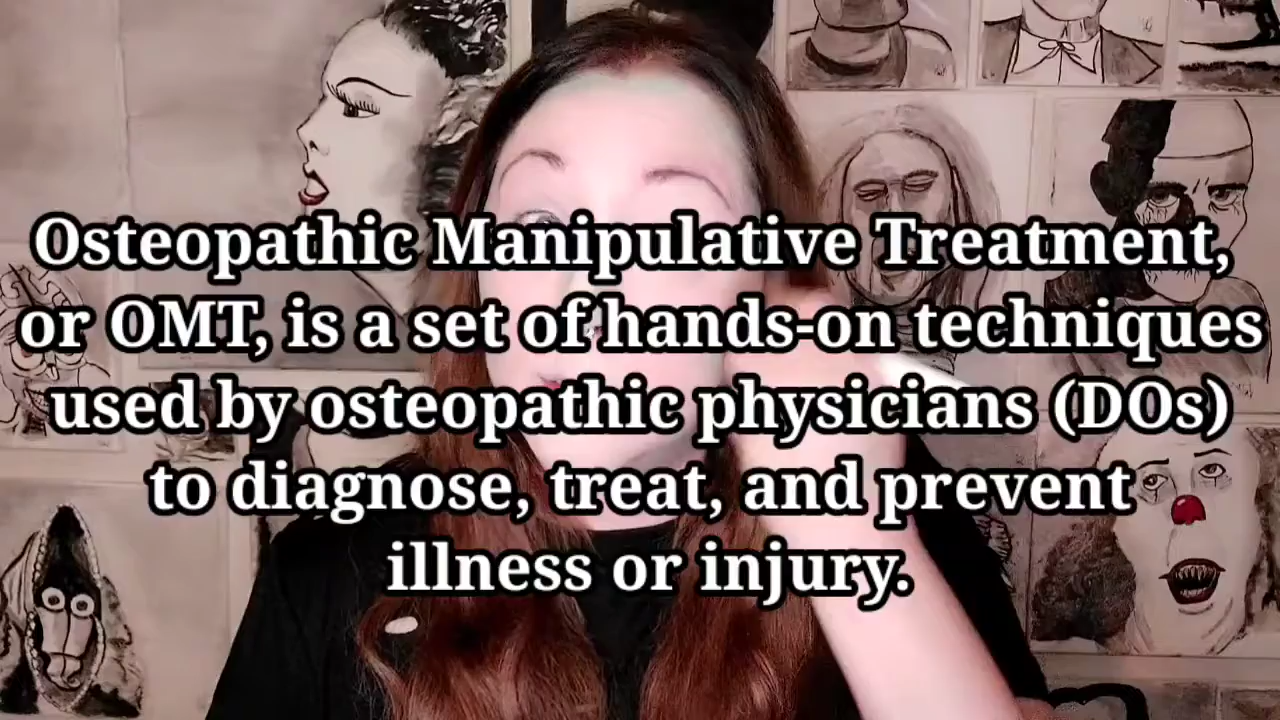 Osteopathic Manipulative Treatment,
or OMT, is a set of hands-on techniques
used by osteopathic physicians (DOs)
to diagnose, treat, and prevent
illness or injury.